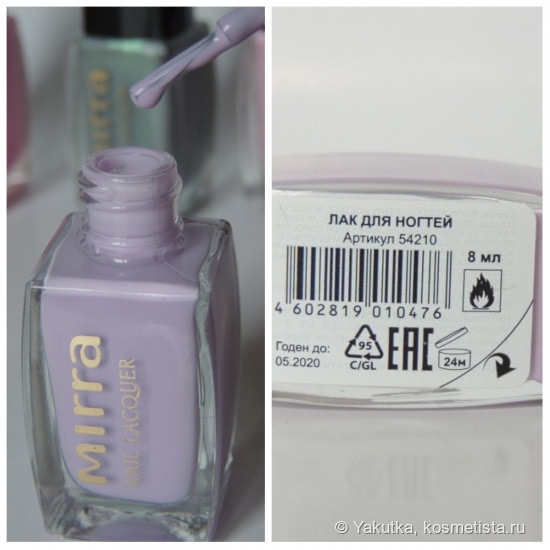 mirra
NAIL LACQUER
ЛАК ДЛЯ НОГТЕЙ
Артикул 54210
8 мл
4 602819 010476
Годен до:
05.2020
95
C/GL
EAC
24м
© Yakutka, kosmetista.ru